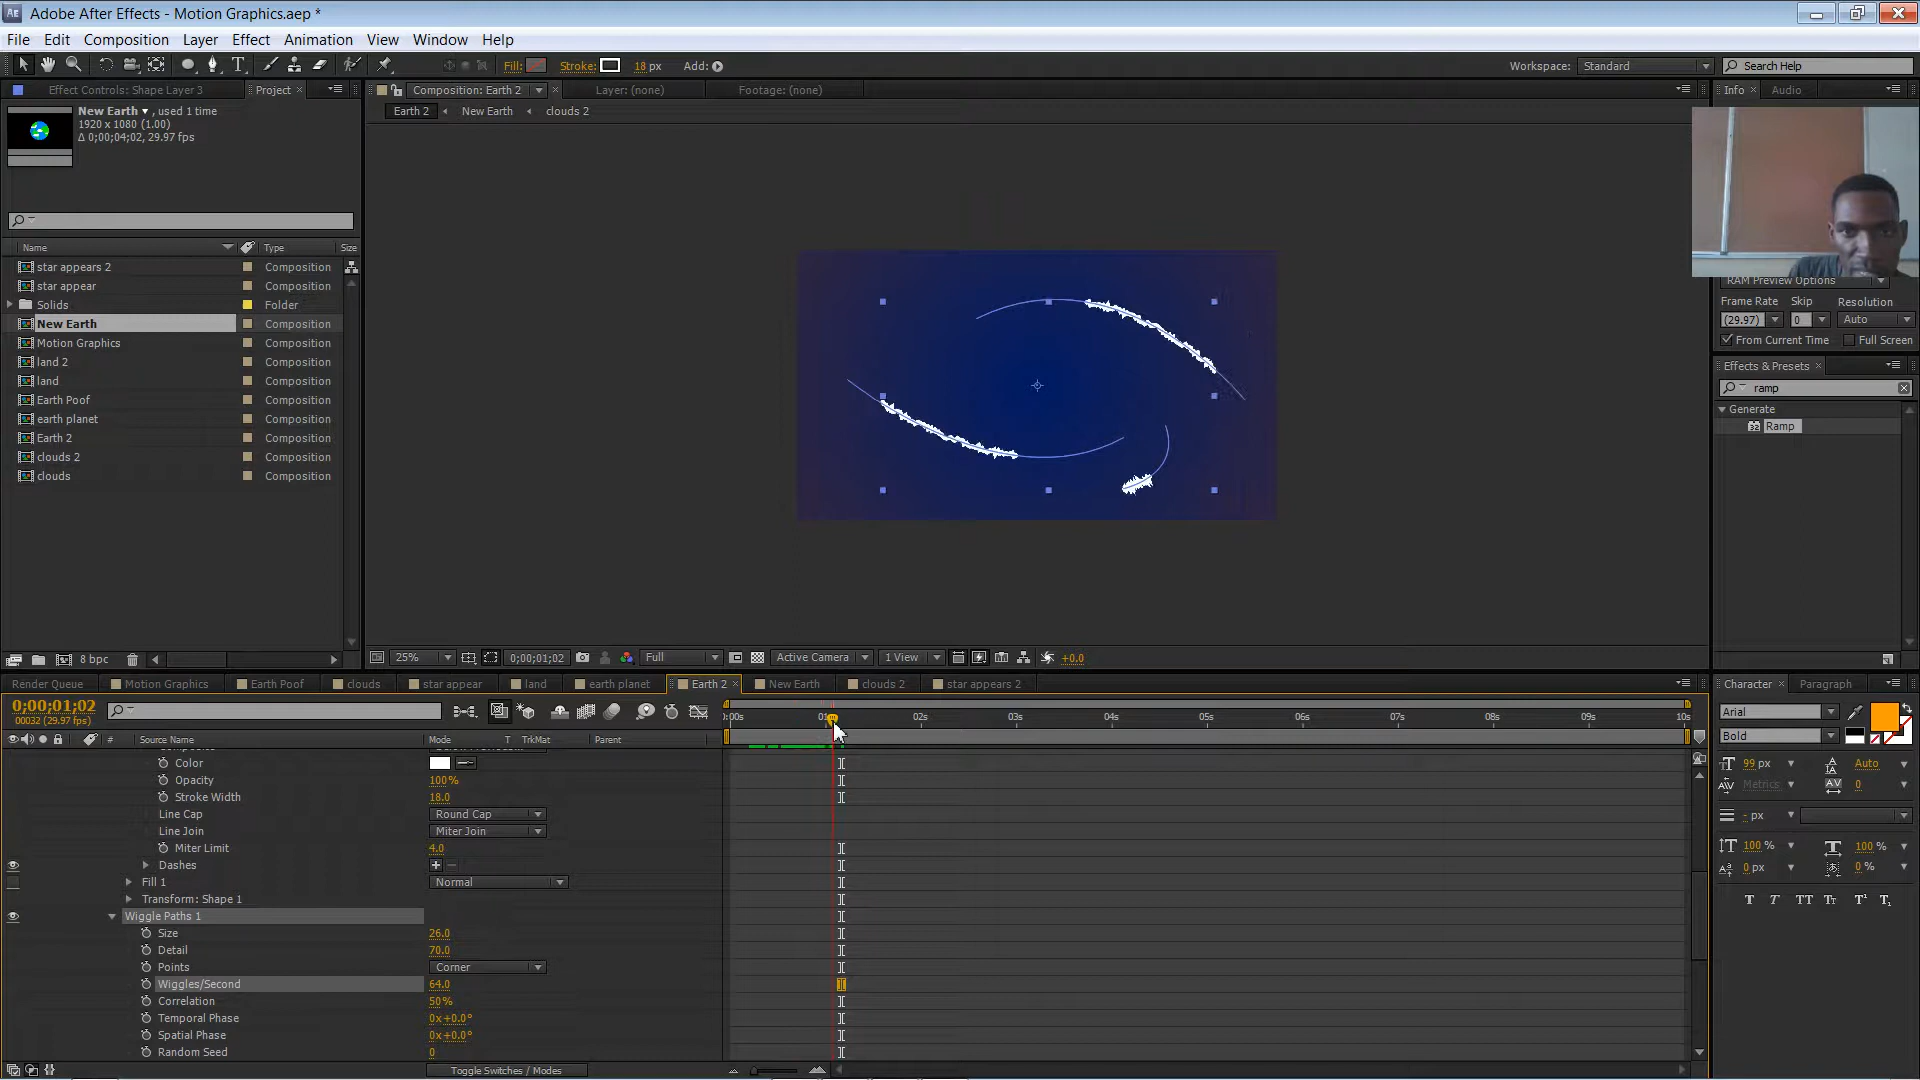 Adobe After Effects - Motion Graphics.aep *
File Edit Composition Layer Effect Animation View Window Help
Fill: Stroke: 18 px Add: Workspace: Standard Search Help
Effect Controls: Shape Layer 3 Project
Composition: Earth 2 Layer: (none) Footage: (none)
Info Audio
New Earth , used 1 time
1920 x 1080 (1.00)
Δ 0;00;04;02, 29.97 fps
Earth 2 New Earth clouds 2
Name Type Size
star appears 2 Composition
star appear Composition
Solids Folder
New Earth Composition
Motion Graphics Composition
land 2 Composition
land Composition
Earth Poof Composition
earth planet Composition
Earth 2 Composition
clouds 2 Composition
clouds Composition
RAM Preview Options
Frame Rate Skip Resolution
(29.97) 0 Auto
From Current Time Full Screen
Effects & Presets
ramp
Generate
32 Ramp
8 bpc
25% 0;00;01;02 Full Active Camera 1 View +0.0
Render Queue Motion Graphics Earth Poof clouds star appear land earth planet Earth 2 New Earth clouds 2 star appears 2
0;00;01;02
00032 (29.97 fps)
0:00s 01s 02s 03s 04s 05s 06s 07s 08s 09s 10s
# Source Name Mode T TrkMat Parent
Color
Opacity 100%
Stroke Width 18.0
Line Cap Round Cap
Line Join Miter Join
Miter Limit 4.0
Dashes + -
Fill 1 Normal
Transform: Shape 1
Wiggle Paths 1
Size 26.0
Detail 70.0
Points Corner
Wiggles/Second 64.0
Correlation 50%
Temporal Phase 0x+0.0°
Spatial Phase 0x+0.0°
Random Seed 0
Toggle Switches / Modes
Character Paragraph
Arial
Bold
99 px Auto
Metrics 0
- px
100 % 100 %
0 px 0 %
T T TT Tt T¹ T₁